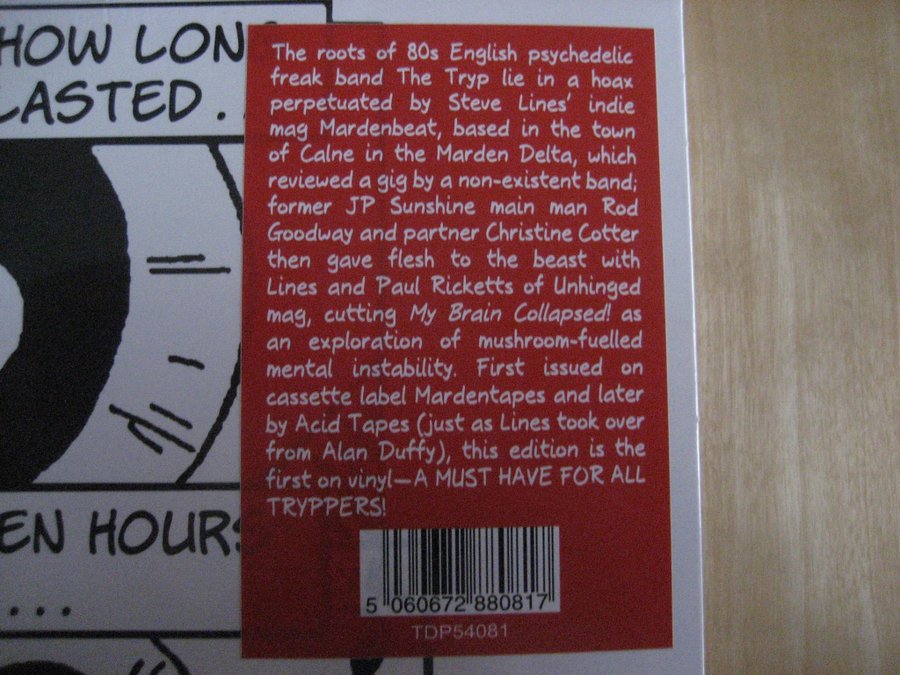 HOW LON
LASTED..
The roots of 80s English psychedelic
freak band The Tryp lie in a hoax
perpetuated by Steve Lines' indie
mag Mardenbeat, based in the town
of Calne in the Marden Delta, which
reviewed a gig by a non-existent band;
former JP Sunshine main man Rod
Goodway and partner Christine Cotter
then gave flesh to the beast with
Lines and Paul Ricketts of Unhinged
mag, cutting My Brain Collapsed! as
an exploration of mushroom-fuelled
mental instability. First issued on
cassette label Mardentapes and later
by Acid Tapes (just as Lines took over
from Alan Duffy), this edition is the
first on vinyl—A MUST HAVE FOR ALL
TRYPPERS!
5 060672 880817
TDP54081
EN HOURS
...